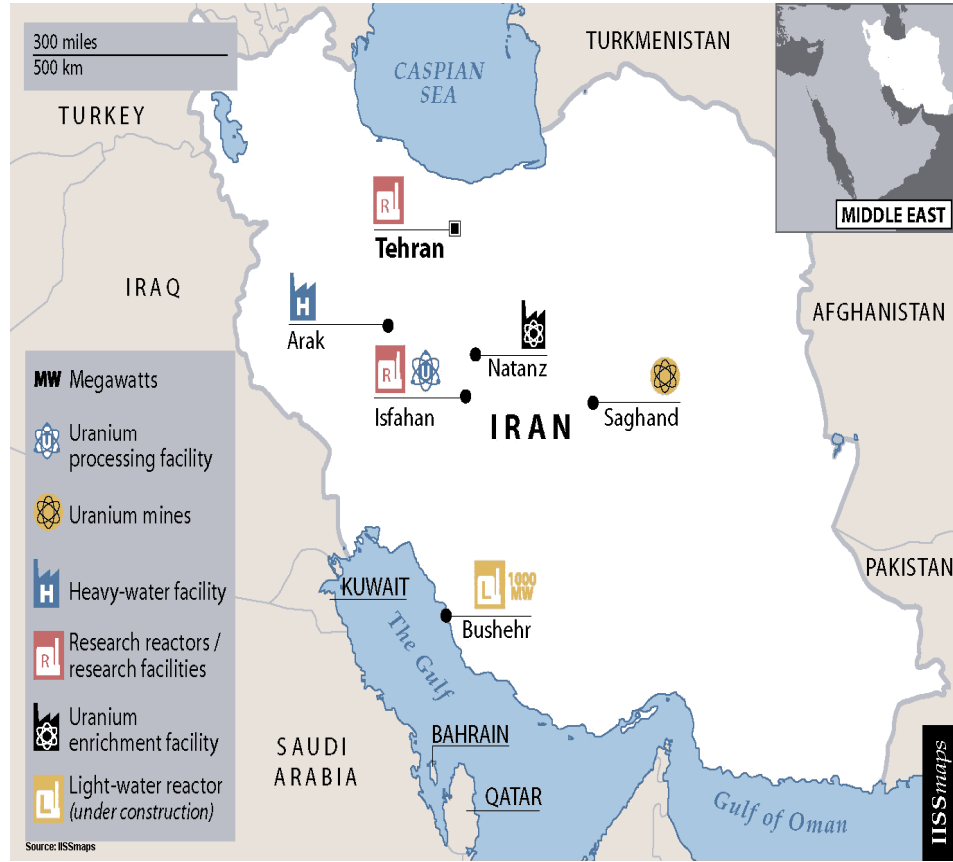 300 miles
500 km
TURKMENISTAN
CASPIAN
SEA
TURKEY
MIDDLE EAST
R
Tehran
IRAQ
AFGHANISTAN
H
Arak
Natanz
R
U
Isfahan
IRAN
Saghand
MW Megawatts
U
Uranium
processing facility
Uranium mines
H
Heavy-water facility
R
Research reactors /
research facilities
Uranium
enrichment facility
L
Light-water reactor
(under construction)
PAKISTAN
KUWAIT
L
1000
MW
Bushehr
The Gulf
BAHRAIN
SAUDI
ARABIA
QATAR
Gulf of Oman
IISSmaps
Source: IISSmaps